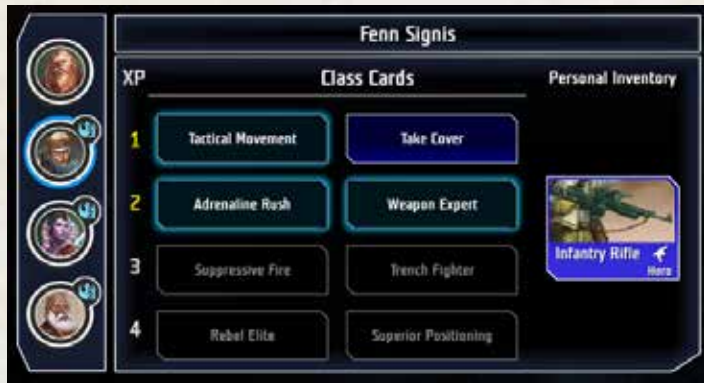 Fenn Signis
XP Class Cards Personal Inventory
1 Tactical Movement Take Cover
2 Adrenaline Rush Weapon Expert
Infantry Rifle
Hero
3 Suppressive Fire Trench Fighter
4 Rebel Elite Superior Positioning